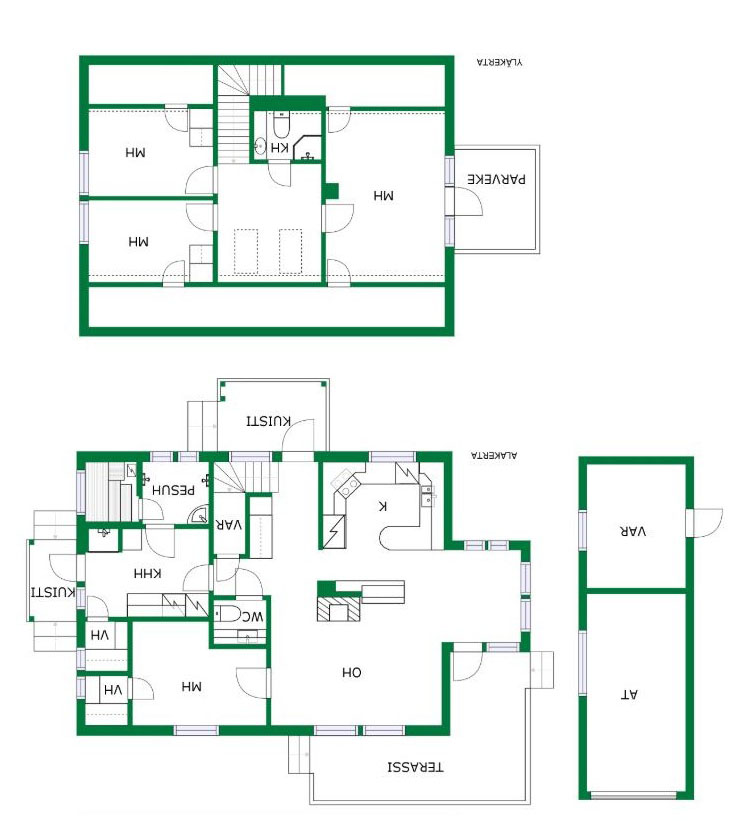 YLÄKERTA
MH
KH
MH
PARVEKE
MH
KUISTI
ALAKERTA
PESUH
VAR
K
VAR
KHH
KUISTI
WC
VH
VH
MH
OH
AT
TERASSI